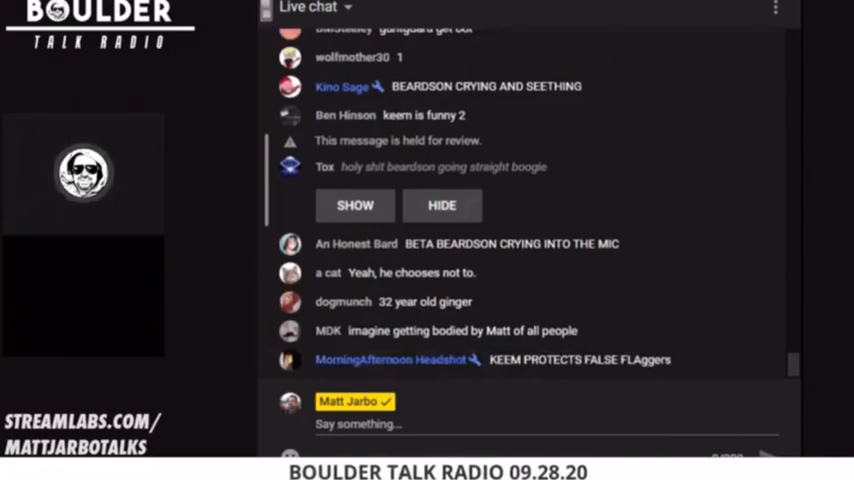 BOULDER
TALK RADIO
Live chat
get out
wolfmother30 1
Kino Sage BEARDSON CRYING AND SEETHING
Ben Hinson keem is funny 2
This message is held for review.
Tox holy shit beardson going straight boogie
SHOW HIDE
An Honest Bard BETA BEARDSON CRYING INTO THE MIC
a cat Yeah, he chooses not to.
dogmunch 32 year old ginger
MDK imagine getting bodied by Matt of all people
MorningAfternoon Headshot KEEM PROTECTS FALSE FLAggers
Matt Jarbo
Say something...
STREAMLABS.COM/
MATTJARBOTALKS
BOULDER TALK RADIO 09.28.20